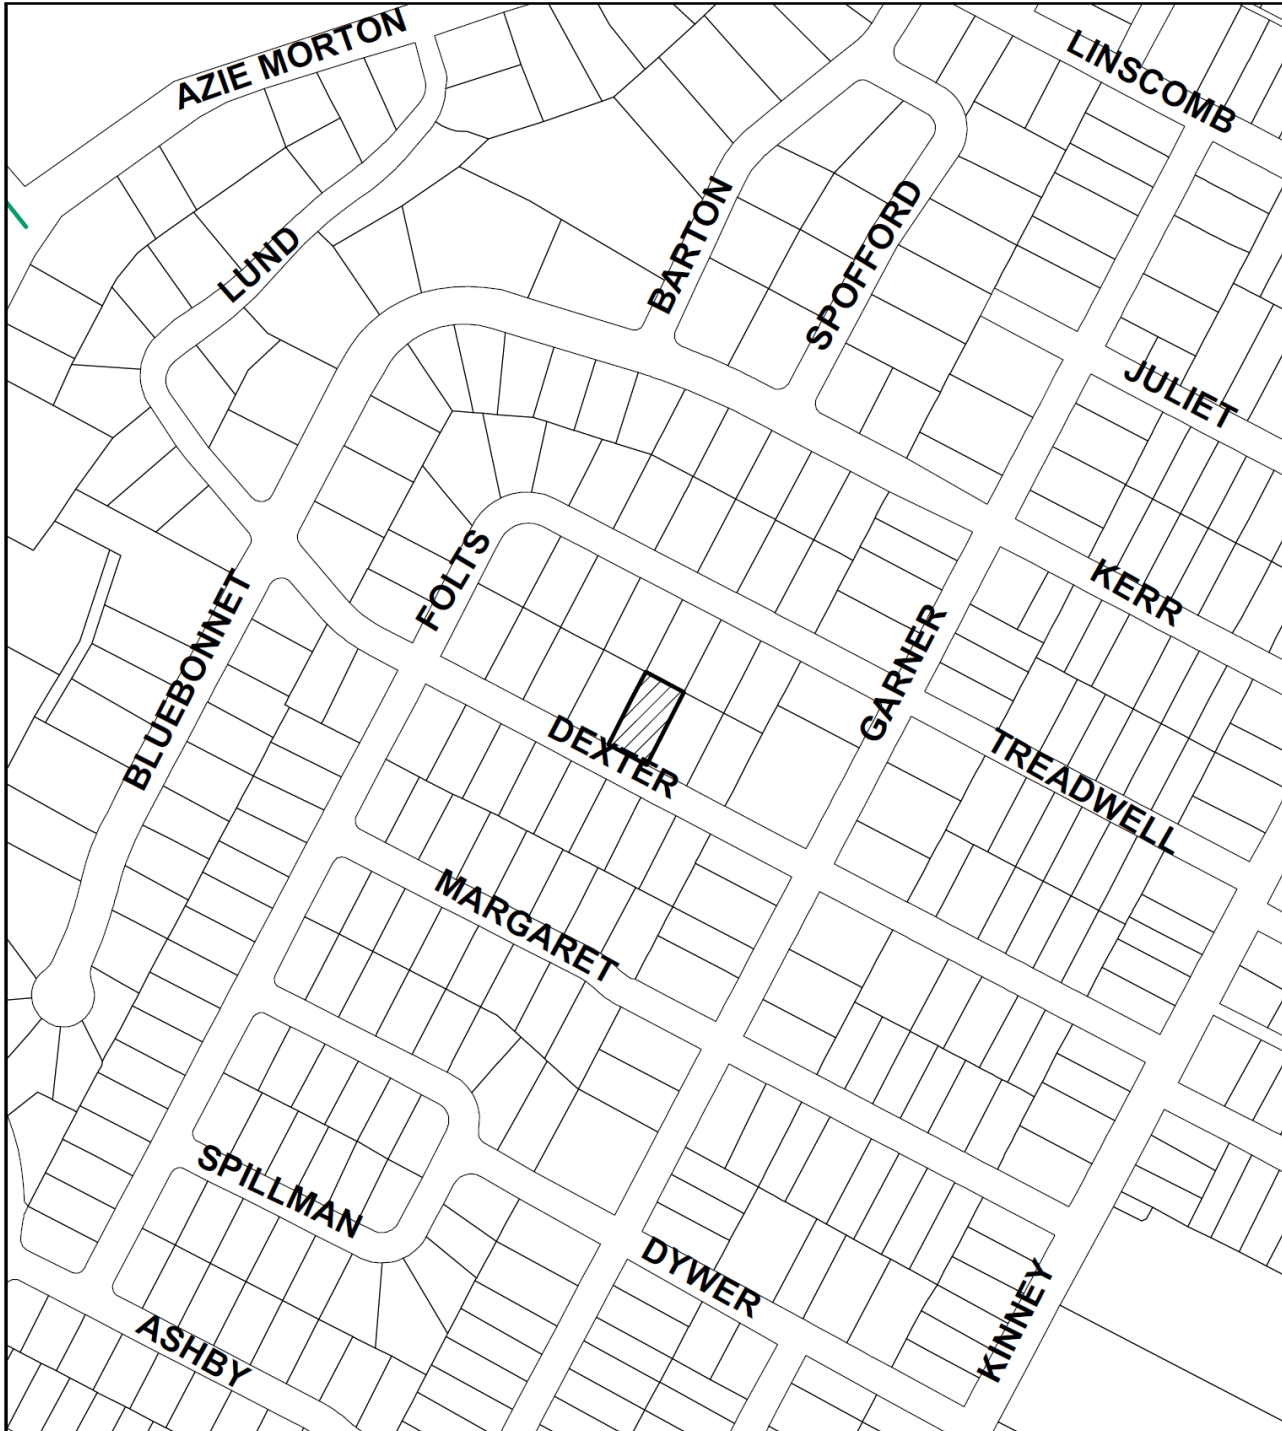 AZIE MORTON
LINSCOMB
LUND
BARTON
SPOFFORD
JULIET
FOLTS
KERR
BLUEBONNET
GARNER
DEXTER
TREADWELL
MARGARET
SPILLMAN
DYWER
KINNEY
ASHBY